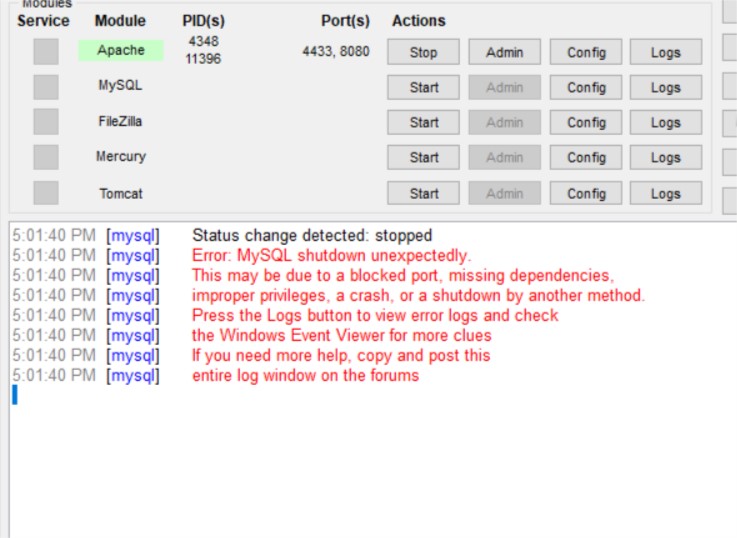 Modules
Service Module PID(s) Port(s) Actions
Apache 4348 11396 4433, 8080 Stop Admin Config Logs
MySQL Start Admin Config Logs
FileZilla Start Admin Config Logs
Mercury Start Admin Config Logs
Tomcat Start Admin Config Logs
5:01:40 PM [mysql] Status change detected: stopped
5:01:40 PM [mysql] Error: MySQL shutdown unexpectedly.
5:01:40 PM [mysql] This may be due to a blocked port, missing dependencies,
5:01:40 PM [mysql] improper privileges, a crash, or a shutdown by another method.
5:01:40 PM [mysql] Press the Logs button to view error logs and check
5:01:40 PM [mysql] the Windows Event Viewer for more clues
5:01:40 PM [mysql] If you need more help, copy and post this
5:01:40 PM [mysql] entire log window on the forums